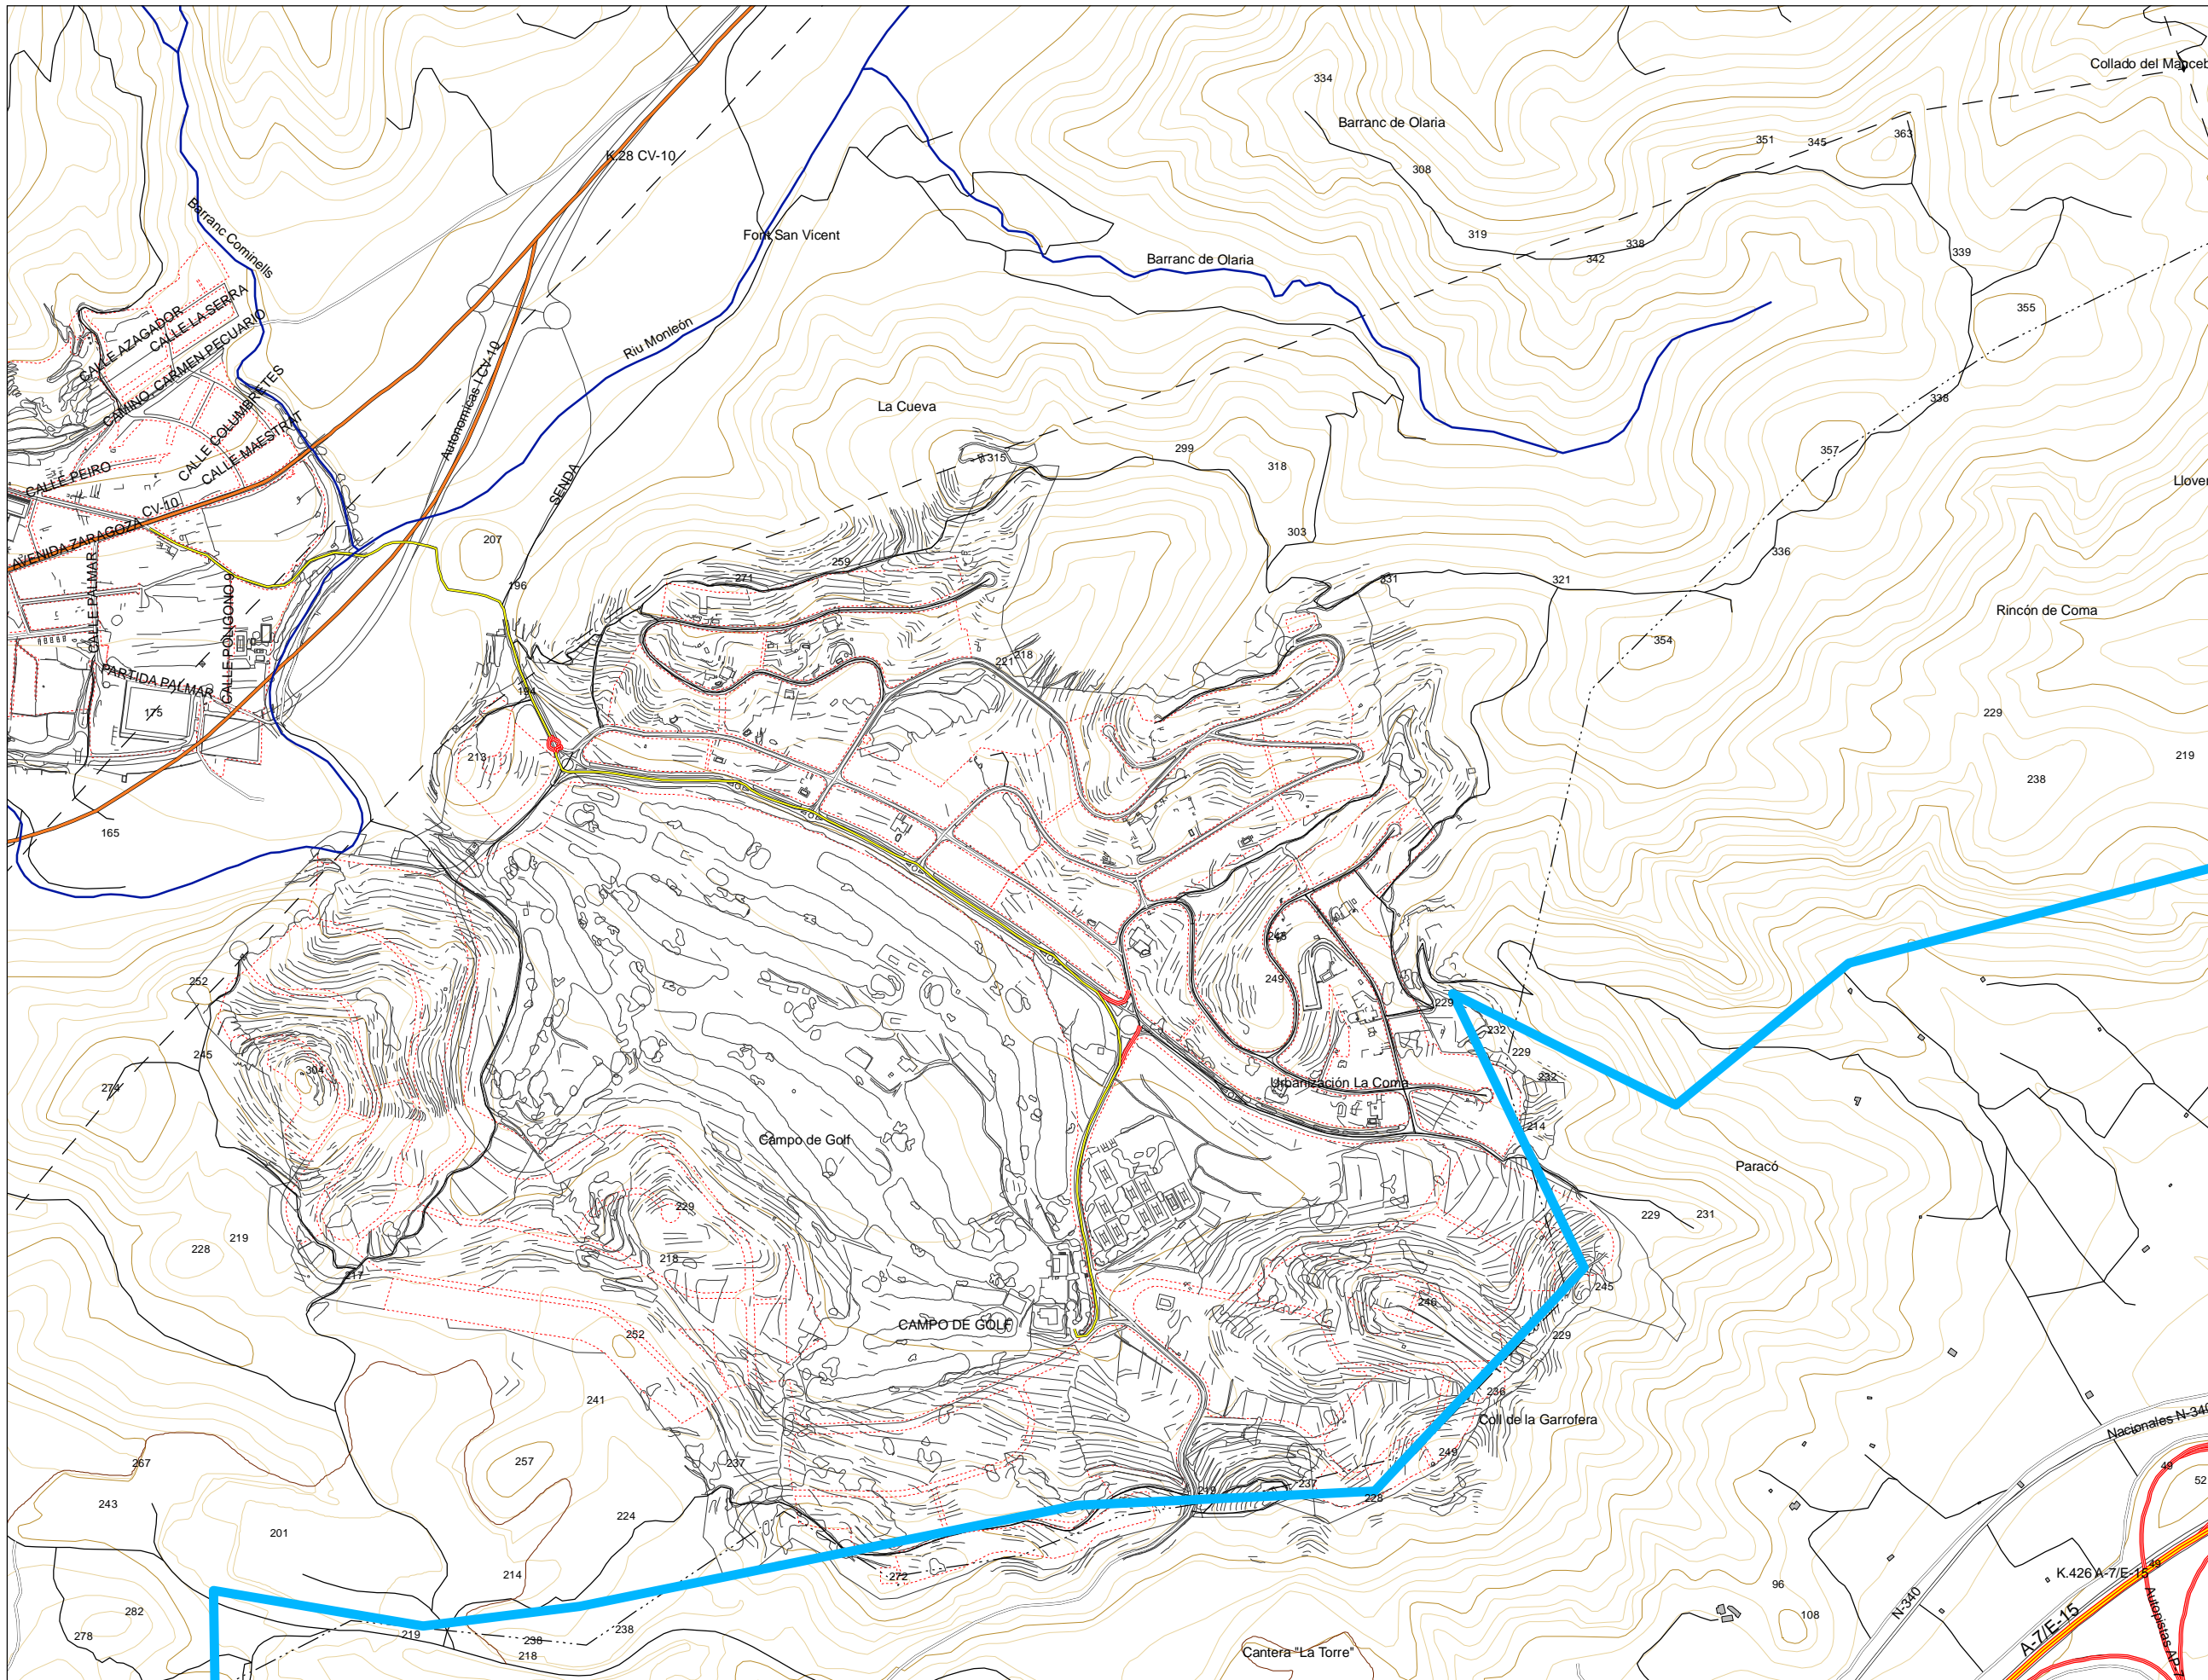 Collado del Manceb
334
Barranc de Olaria
351
345
363
K.28 CV-10
308
Barranc Cominells
Font San Vicent
319
338
342
339
Barranc de Olaria
CALLE AZAGADOR
CALLE LA SERRA
CAMINO CARMEN PECUARIO
355
Riu Monleón
Autonomicas I CV-10
CALLE COLUMBRETES
CALLE MAESTRAT
338
La Cueva
299
318
315
357
CALLE PEIRO
SENDA
Llover
CV-10
AVENIDA ZARAGOZA
303
207
336
259
271
196
331
321
CALLE PALMAR
CALLE POLIGONO 9
Rincón de Coma
354
218
221
PARTIDA PALMAR
194
175
229
213
219
238
165
248
249
252
229
232
229
245
304
274
232
Urbanización La Coma
214
Campo de Golf
Paracó
229
229
231
219
228
218
217
245
246
CAMPO DE GOLF
252
229
236
241
Coll de la Garrofera
Nacionales N-340
249
267
257
237
49
52
237
219
228
243
224
201
49
K.426 A-7/E-15
214
272
96
282
108
N-340
A-7/E-15
Autopistas AP-7
278
219
238
238
218
Cantera "La Torre"